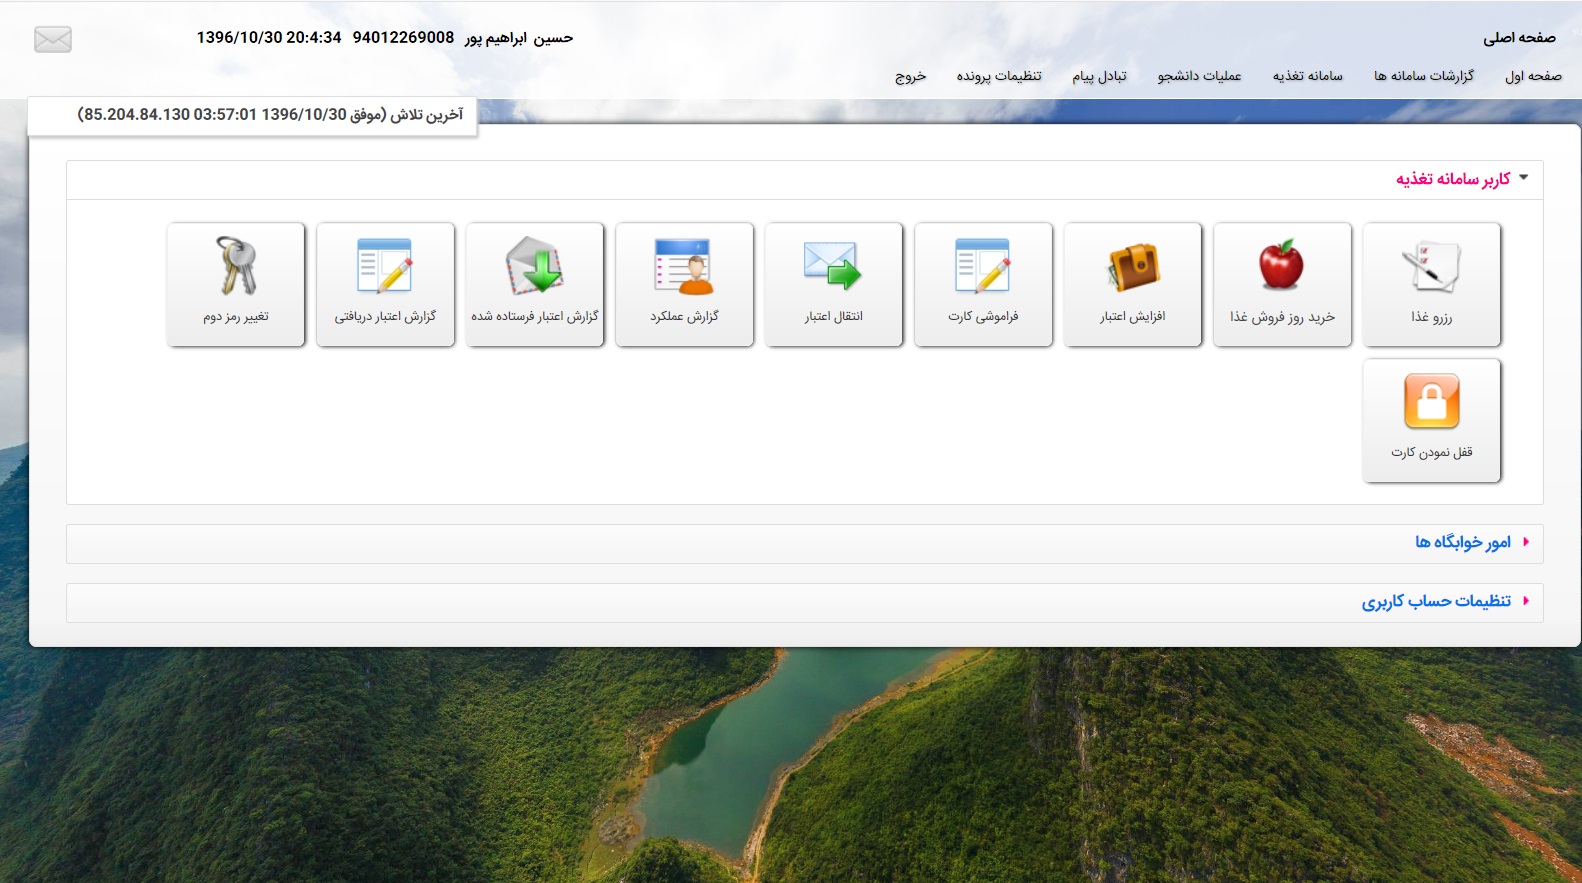 صفحه اصلی
حسین ابراهیم پور 94012269008 1396/10/30 20:4:34
صفحه اول گزارشات سامانه ها سامانه تغذیه عملیات دانشجو تبادل پیام تنظیمات پرونده خروج
آخرین تلاش (موفق 1396/10/30 03:57:01 85.204.84.130)
کاربر سامانه تغذیه
رزرو غذا
خرید روز فروش غذا
افزایش اعتبار
فراموشی کارت
انتقال اعتبار
گزارش عملکرد
گزارش اعتبار فرستاده شده
گزارش اعتبار دریافتی
تغییر رمز دوم
قفل نمودن کارت
امور خوابگاه ها
تنظیمات حساب کاربری